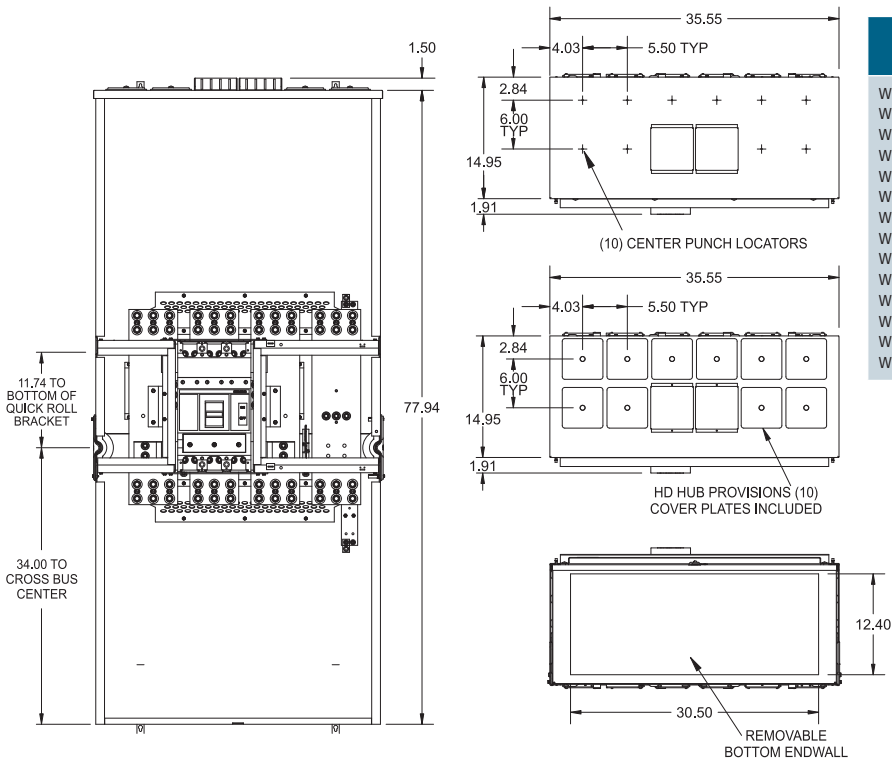 1.50
11.74 TO
BOTTOM OF
QUICK ROLL
BRACKET
77.94
34.00 TO
CROSS BUS
CENTER
35.55
4.03
5.50 TYP
2.84
6.00
TYP
14.95
1.91
(10) CENTER PUNCH LOCATORS
35.55
4.03
5.50 TYP
2.84
6.00
TYP
14.95
1.91
HD HUB PROVISIONS (10)
COVER PLATES INCLUDED
12.40
30.50
REMOVABLE
BOTTOM ENDWALL
W
W
W
W
W
W
W
W
W
W
W
W
W
W